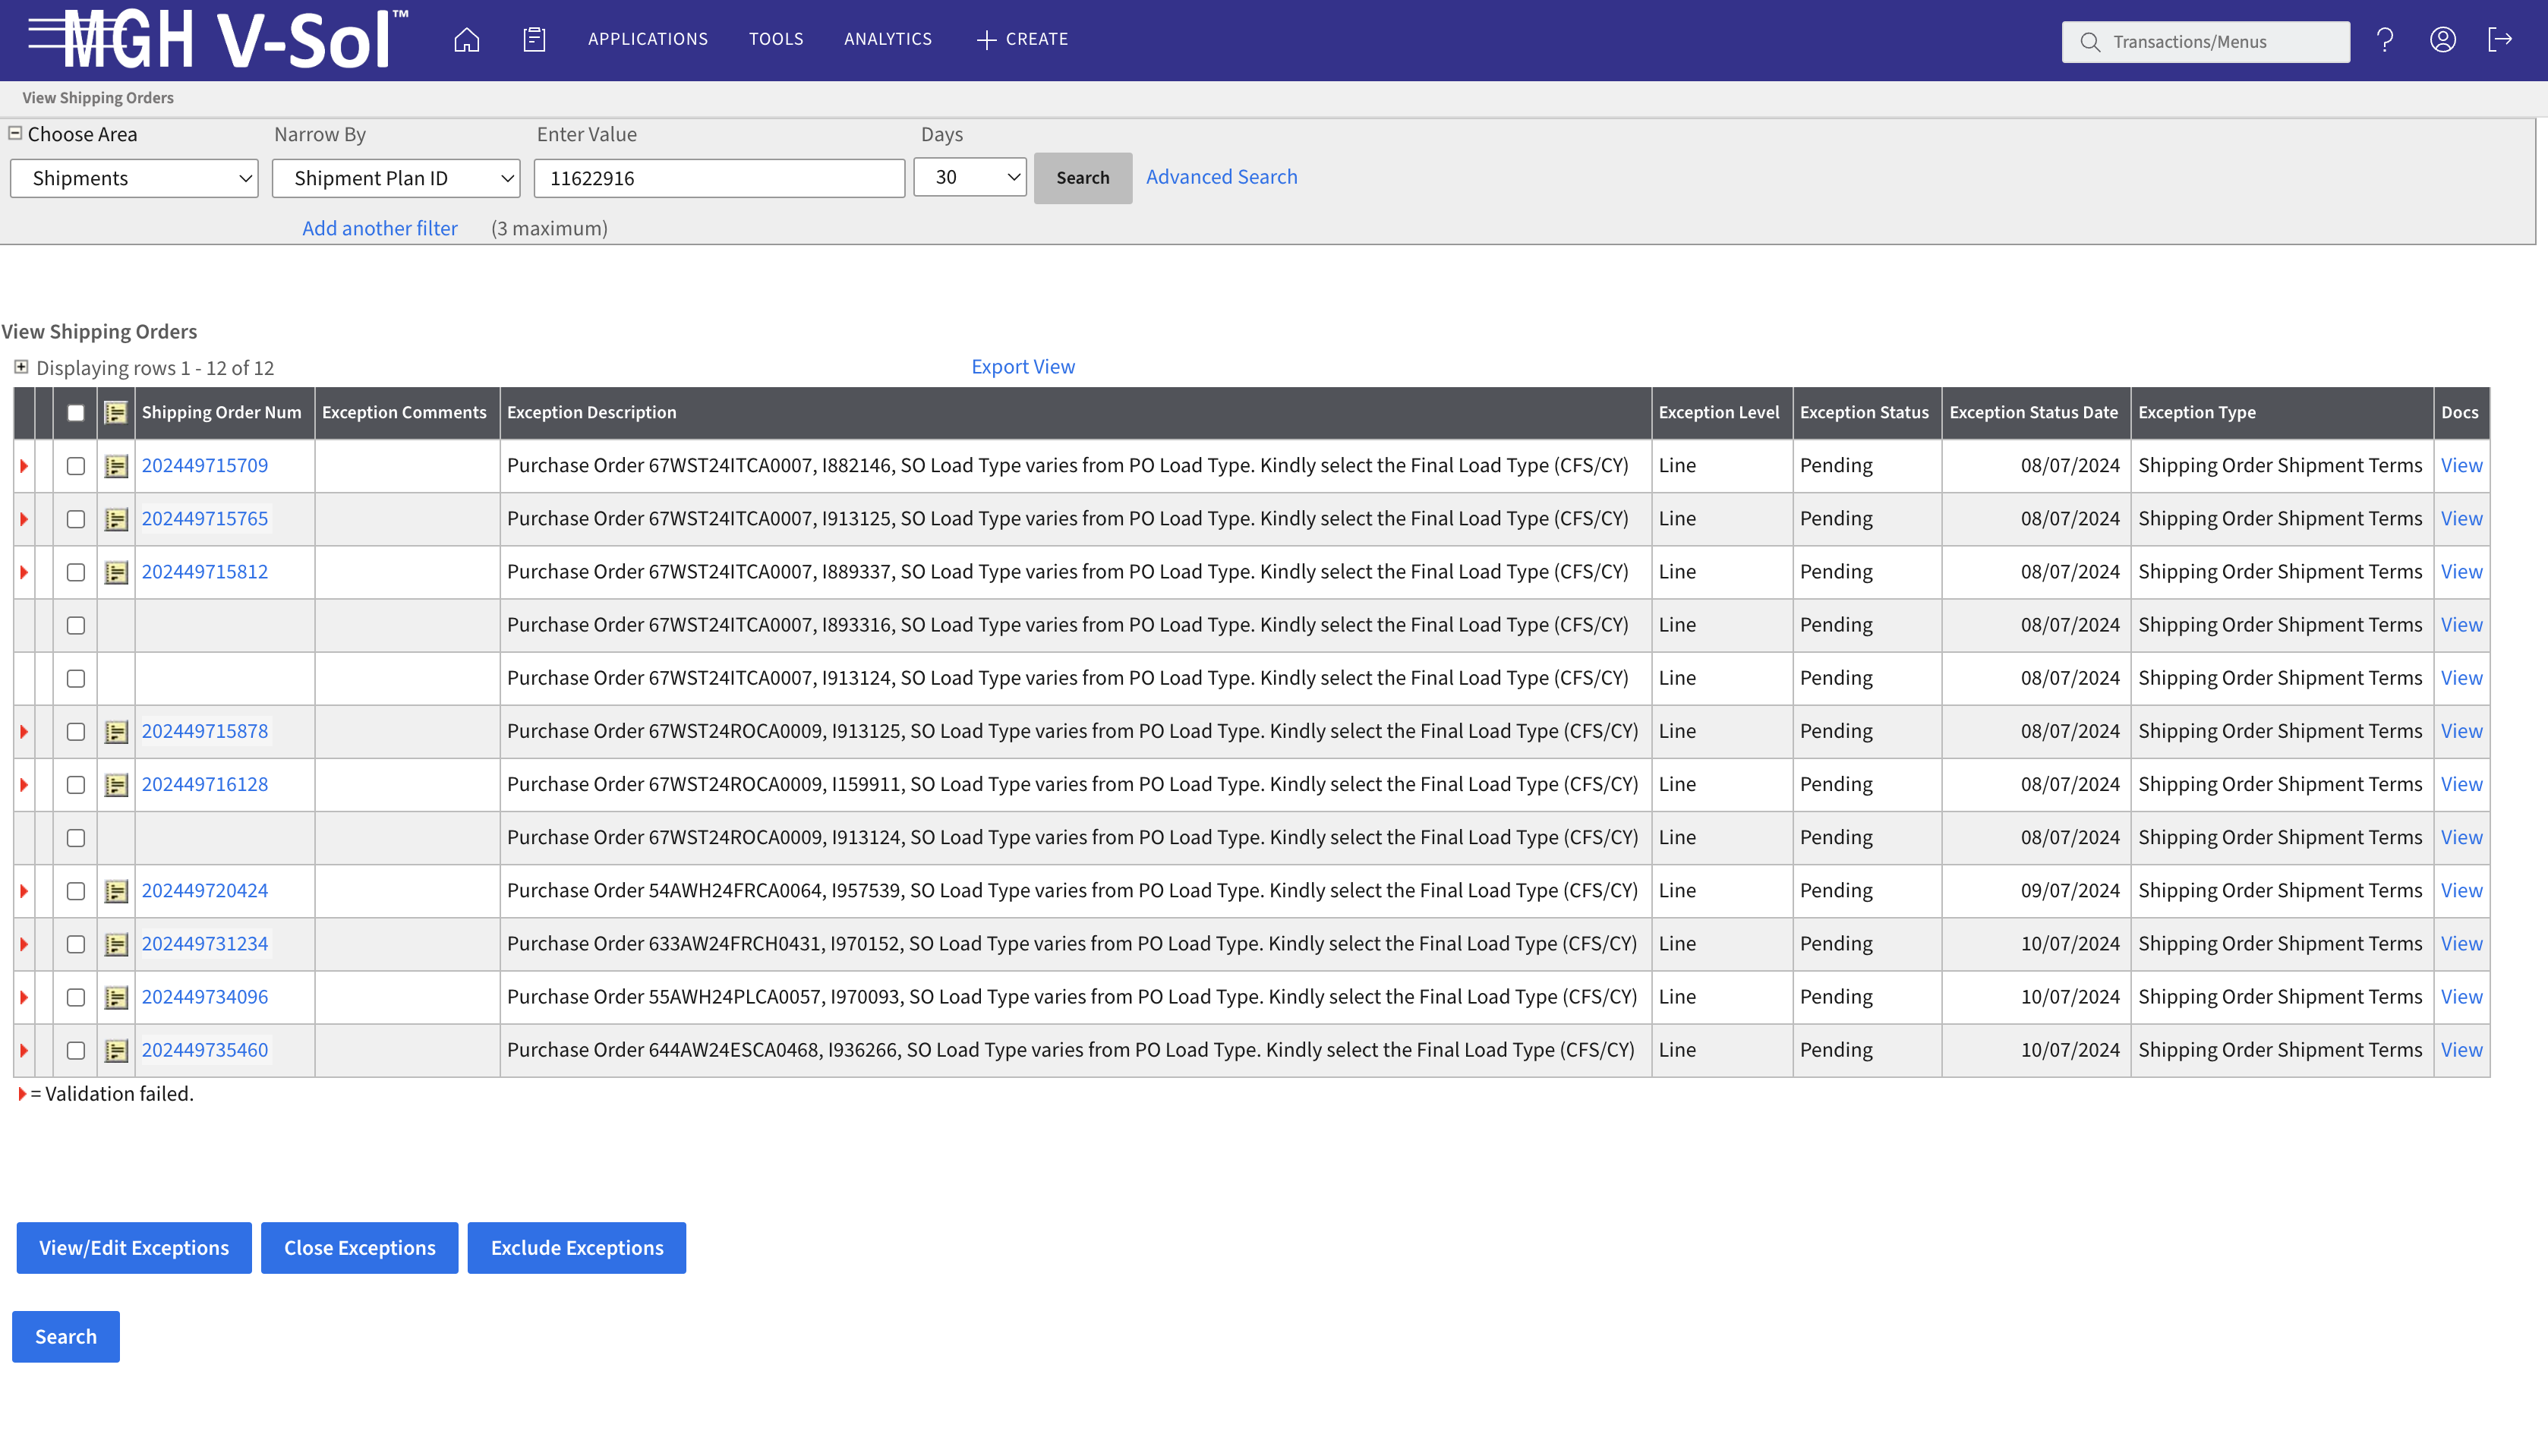 MGH V-Sol™ APPLICATIONS TOOLS ANALYTICS + CREATE Transactions/Menus ?
View Shipping Orders
Choose Area Narrow By Enter Value Days
Shipments Shipment Plan ID 11622916 30 Search Advanced Search
Add another filter (3 maximum)
View Shipping Orders
Displaying rows 1 - 12 of 12 Export View
Shipping Order Num Exception Comments Exception Description Exception Level Exception Status Exception Status Date Exception Type Docs
202449715709 Purchase Order 67WST24ITCA0007, I882146, SO Load Type varies from PO Load Type. Kindly select the Final Load Type (CFS/CY) Line Pending 08/07/2024 Shipping Order Shipment Terms View
202449715765 Purchase Order 67WST24ITCA0007, I913125, SO Load Type varies from PO Load Type. Kindly select the Final Load Type (CFS/CY) Line Pending 08/07/2024 Shipping Order Shipment Terms View
202449715812 Purchase Order 67WST24ITCA0007, I889337, SO Load Type varies from PO Load Type. Kindly select the Final Load Type (CFS/CY) Line Pending 08/07/2024 Shipping Order Shipment Terms View
Purchase Order 67WST24ITCA0007, I893316, SO Load Type varies from PO Load Type. Kindly select the Final Load Type (CFS/CY) Line Pending 08/07/2024 Shipping Order Shipment Terms View
Purchase Order 67WST24ITCA0007, I913124, SO Load Type varies from PO Load Type. Kindly select the Final Load Type (CFS/CY) Line Pending 08/07/2024 Shipping Order Shipment Terms View
202449715878 Purchase Order 67WST24ROCA0009, I913125, SO Load Type varies from PO Load Type. Kindly select the Final Load Type (CFS/CY) Line Pending 08/07/2024 Shipping Order Shipment Terms View
202449716128 Purchase Order 67WST24ROCA0009, I159911, SO Load Type varies from PO Load Type. Kindly select the Final Load Type (CFS/CY) Line Pending 08/07/2024 Shipping Order Shipment Terms View
Purchase Order 67WST24ROCA0009, I913124, SO Load Type varies from PO Load Type. Kindly select the Final Load Type (CFS/CY) Line Pending 08/07/2024 Shipping Order Shipment Terms View
202449720424 Purchase Order 54AWH24FRCA0064, I957539, SO Load Type varies from PO Load Type. Kindly select the Final Load Type (CFS/CY) Line Pending 09/07/2024 Shipping Order Shipment Terms View
202449731234 Purchase Order 633AW24FRCH0431, I970152, SO Load Type varies from PO Load Type. Kindly select the Final Load Type (CFS/CY) Line Pending 10/07/2024 Shipping Order Shipment Terms View
202449734096 Purchase Order 55AWH24PLCA0057, I970093, SO Load Type varies from PO Load Type. Kindly select the Final Load Type (CFS/CY) Line Pending 10/07/2024 Shipping Order Shipment Terms View
202449735460 Purchase Order 644AW24ESCA0468, I936266, SO Load Type varies from PO Load Type. Kindly select the Final Load Type (CFS/CY) Line Pending 10/07/2024 Shipping Order Shipment Terms View
= Validation failed.
View/Edit Exceptions Close Exceptions Exclude Exceptions
Search